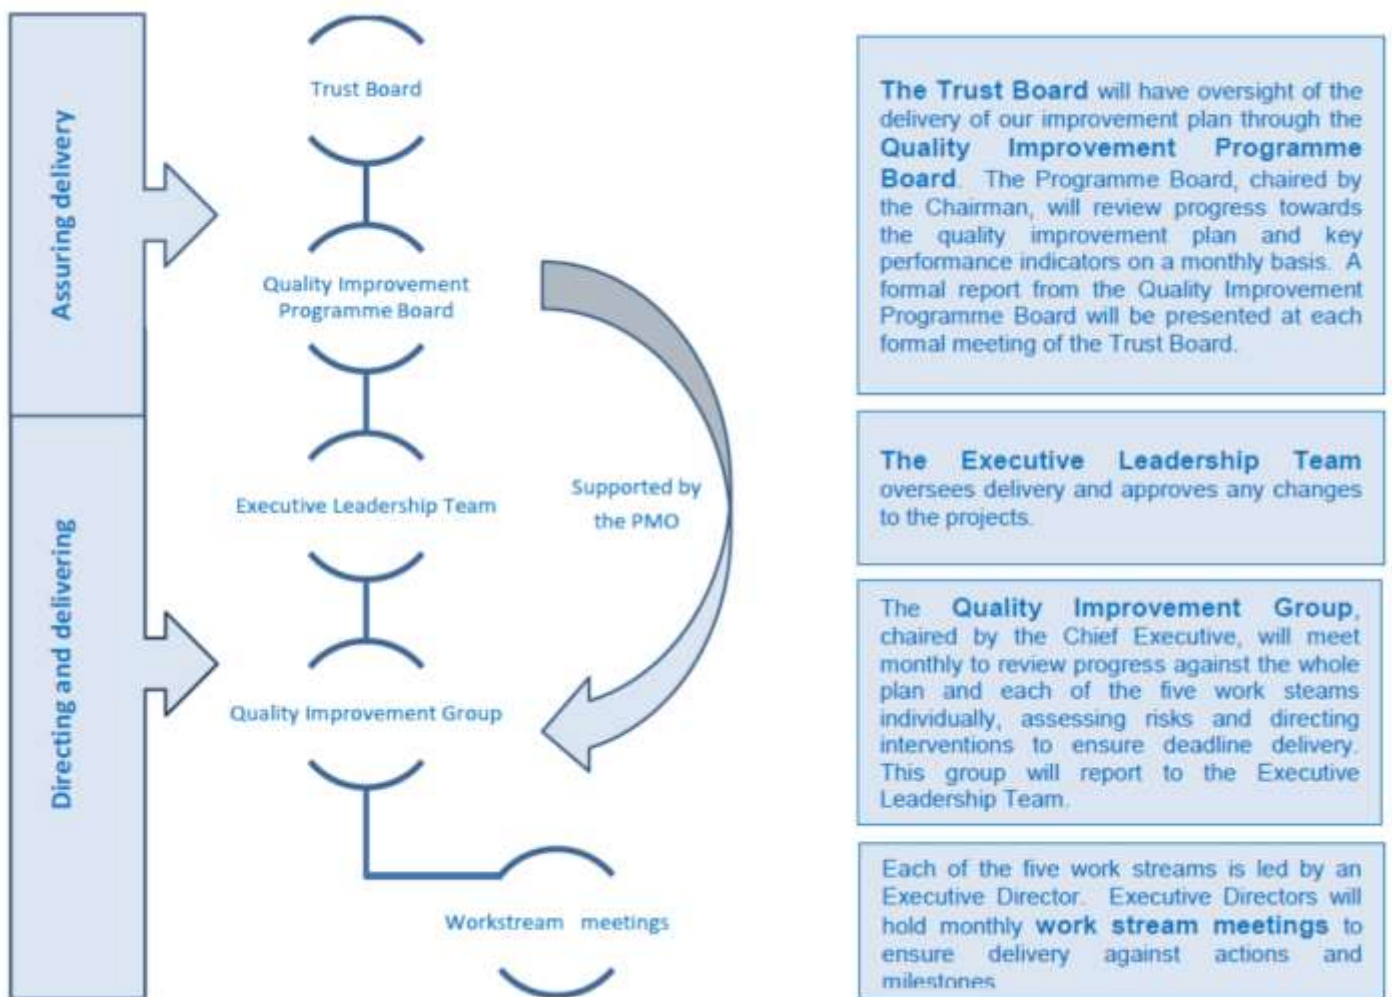 Assuring delivery
Directing and delivering
Trust Board
Quality Improvement
Programme Board
Executive Leadership Team
Supported by
the PMO
Quality Improvement Group
Workstream meetings
The Trust Board will have oversight of the
delivery of our improvement plan through the
Quality Improvement Programme
Board. The Programme Board, chaired by
the Chairman, will review progress towards
the quality improvement plan and key
performance indicators on a monthly basis. A
formal report from the Quality Improvement
Programme Board will be presented at each
formal meeting of the Trust Board.
The Executive Leadership Team
oversees delivery and approves any changes
to the projects.
The Quality Improvement Group,
chaired by the Chief Executive, will meet
monthly to review progress against the whole
plan and each of the five work steams
individually, assessing risks and directing
interventions to ensure deadline delivery.
This group will report to the Executive
Leadership Team.
Each of the five work streams is led by an
Executive Director. Executive Directors will
hold monthly work stream meetings to
ensure delivery against actions and
milestones